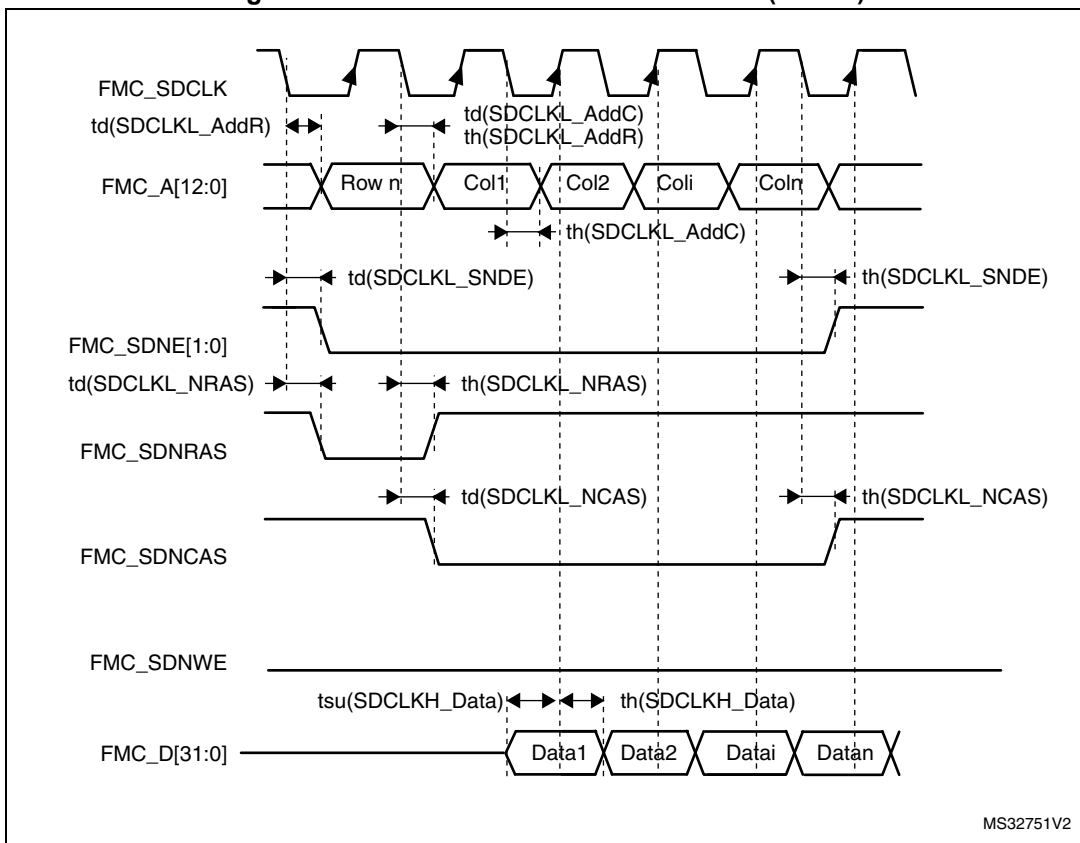 FMC_SDCLK
td(SDCLKL_AddR)
td(SDCLKL_AddC)
th(SDCLKL_AddR)
FMC_A[12:0]
Row n
Col1
Col2
Coli
Coln
th(SDCLKL_AddC)
td(SDCLKL_SNDE)
th(SDCLKL_SNDE)
FMC_SDNE[1:0]
td(SDCLKL_NRAS)
th(SDCLKL_NRAS)
FMC_SDNRAS
td(SDCLKL_NCAS)
th(SDCLKL_NCAS)
FMC_SDNCAS
FMC_SDNWE
tsu(SDCLKH_Data)
th(SDCLKH_Data)
FMC_D[31:0]
Data1
Data2
Datai
Datan
MS32751V2